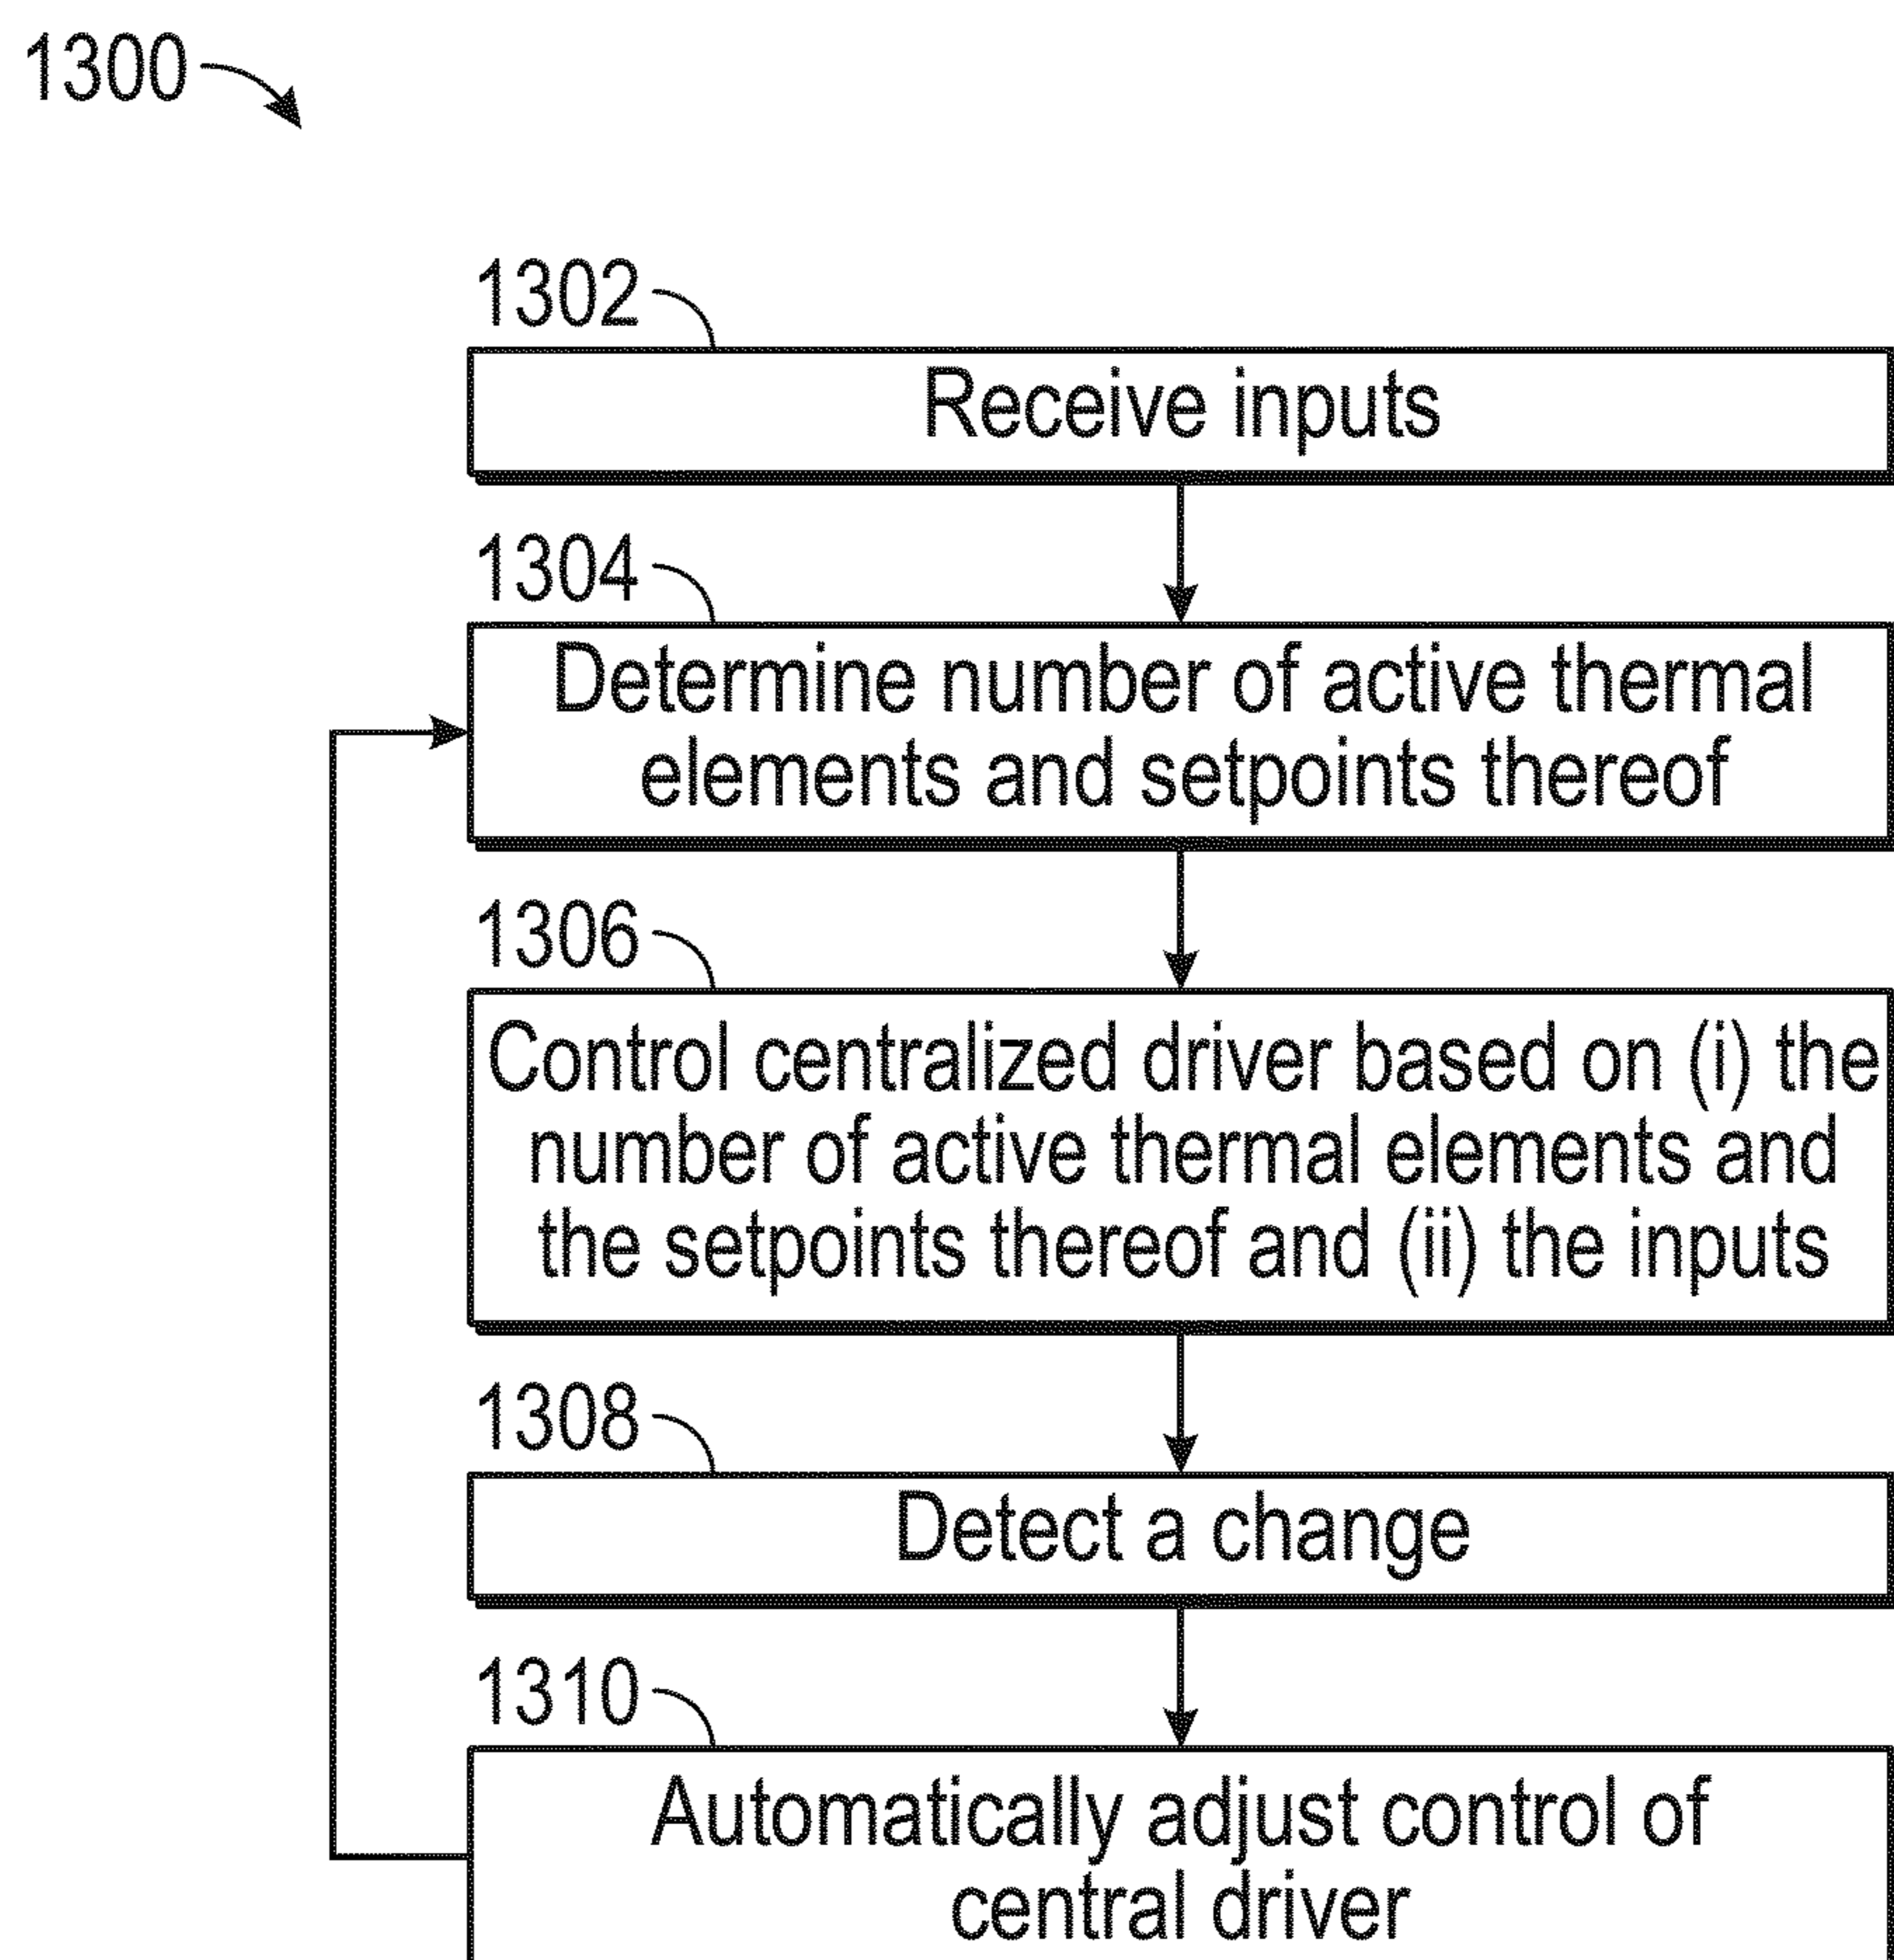 1300
1302
Receive inputs
1304
Determine number of active thermal
elements and setpoints thereof
1306
Control centralized driver based on (i) the
number of active thermal elements and
the setpoints thereof and (ii) the inputs
1308
Detect a change
1310
Automatically adjust control of
central driver